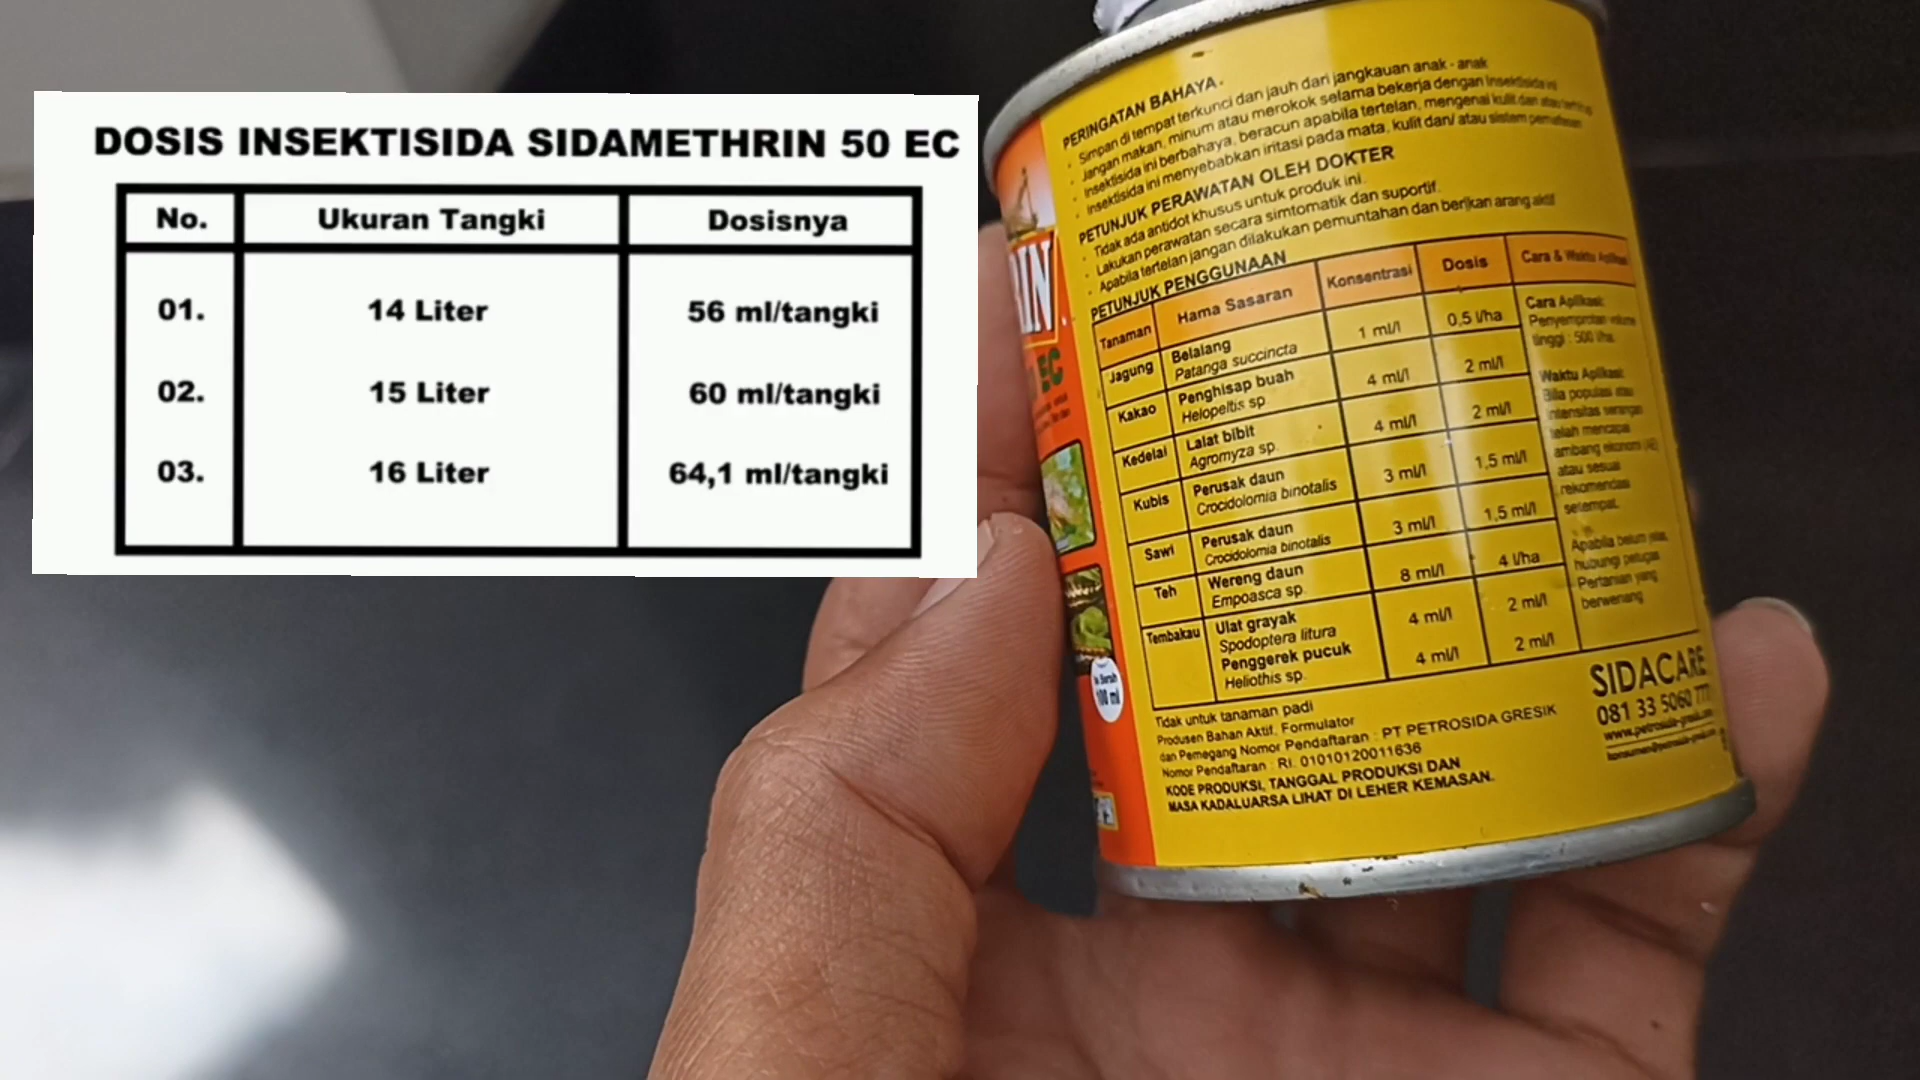 DOSIS INSEKTISIDA SIDAMETHRIN 50 EC
No. Ukuran Tangki Dosisnya
01. 14 Liter 56 ml/tangki
02. 15 Liter 60 ml/tangki
03. 16 Liter 64,1 ml/tangki
PERINGATAN BAHAYA
Simpan di tempat terkunci dan jauh dari jangkauan anak - anak
Jangan makan, minum atau merokok selama bekerja dengan insektisida ini
Insektisida ini berbahaya, beracun apabila tertelan, mengenai kulit dan atau
Insektisida ini menyebabkan iritasi pada mata, kulit dan/ atau sistem pernafasan
PETUNJUK PERAWATAN OLEH DOKTER
Tidak ada antidot khusus untuk produk ini.
Lakukan perawatan secara simtomatik dan suportif.
Apabila tertelan jangan dilakukan pemuntahan dan berikan arang aktif
PETUNJUK PENGGUNAAN
Tanaman Hama Sasaran Konsentrasi Dosis Cara & Waktu Aplikasi
Jagung Belalang 1 ml/l 0,5 l/ha
Patanga succincta
Kakao Penghisap buah 4 ml/l 2 ml/l
Helopeltis sp
Kedelai Lalat bibit 4 ml/l 2 ml/l
Agromyza sp.
Kubis Perusak daun 3 ml/l 1,5 ml/l
Crocidolomia binotalis
Sawi Perusak daun 3 ml/l 1,5 ml/l
Crocidolomia binotalis
Teh Wereng daun 8 ml/l 4 l/ha
Empoasca sp.
Tembakau Ulat grayak 4 ml/l 2 ml/l
Spodoptera litura
Penggerek pucuk 4 ml/l 2 ml/l
Heliothis sp.
Cara Aplikasi:
Penyemprotan volume
tinggi : 500 l/ha.
Waktu Aplikasi:
Bila populasi atau
intensitas serangan
telah mencapai
ambang ekonomi (AE)
atau sesuai
rekomendasi
setempat.
Apabila belum jelas,
hubungi petugas
Pertanian yang
berwenang
Tidak untuk tanaman padi
Produsen Bahan Aktif, Formulator
dan Pemegang Nomor Pendaftaran : PT PETROSIDA GRESIK
Nomor Pendaftaran : RI. 01010120011636
KODE PRODUKSI, TANGGAL PRODUKSI DAN
MASA KADALUARSA LIHAT DI LEHER KEMASAN.
SIDACARE
081 33 5060 777
www.petrosida-gresik.com
RIN
EC
Isi Bersih
100 ml